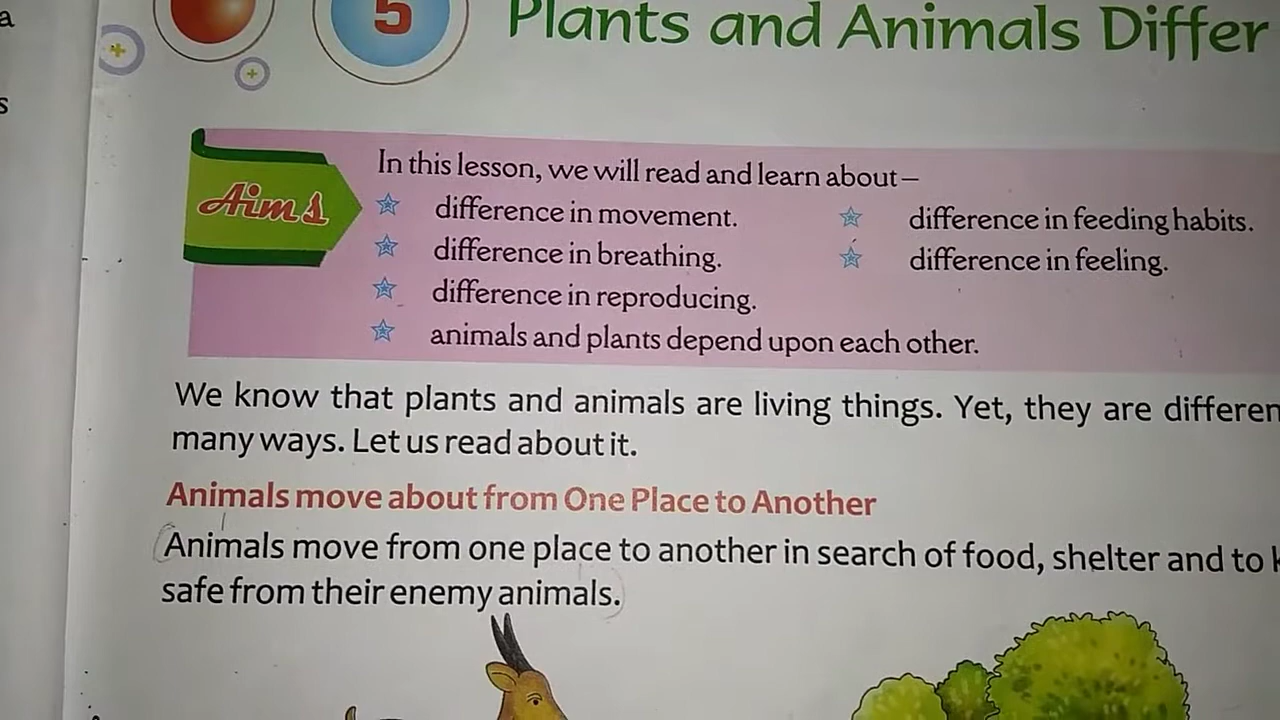 a
s
5
Plants and Animals Differ
Aims
In this lesson, we will read and learn about–
difference in movement.
difference in feeding habits.
difference in breathing.
difference in feeling.
difference in reproducing.
animals and plants depend upon each other.
We know that plants and animals are living things. Yet, they are
many ways. Let us read about it.
Animals move about from One Place to Another
Animals move from one place to another in search of food, shelter and to
safe from their enemy animals.